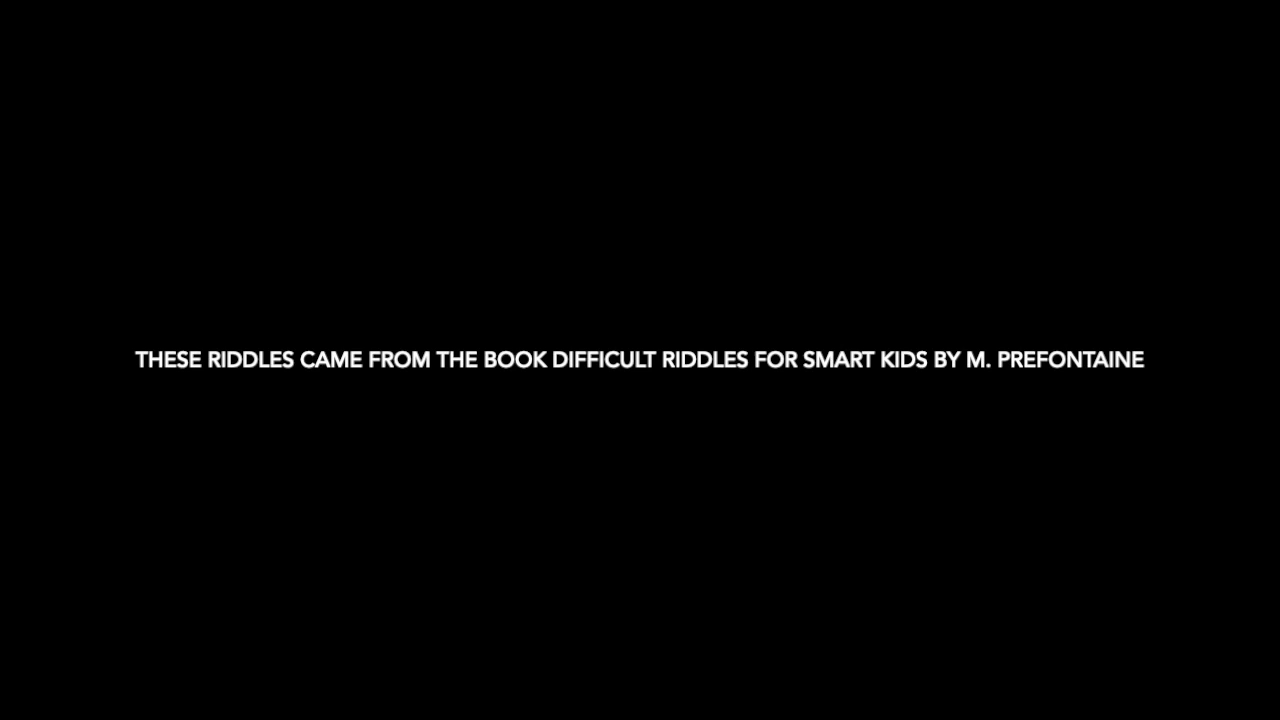 THESE RIDDLES CAME FROM THE BOOK DIFFICULT RIDDLES FOR SMART KIDS BY M. PREFONTAINE